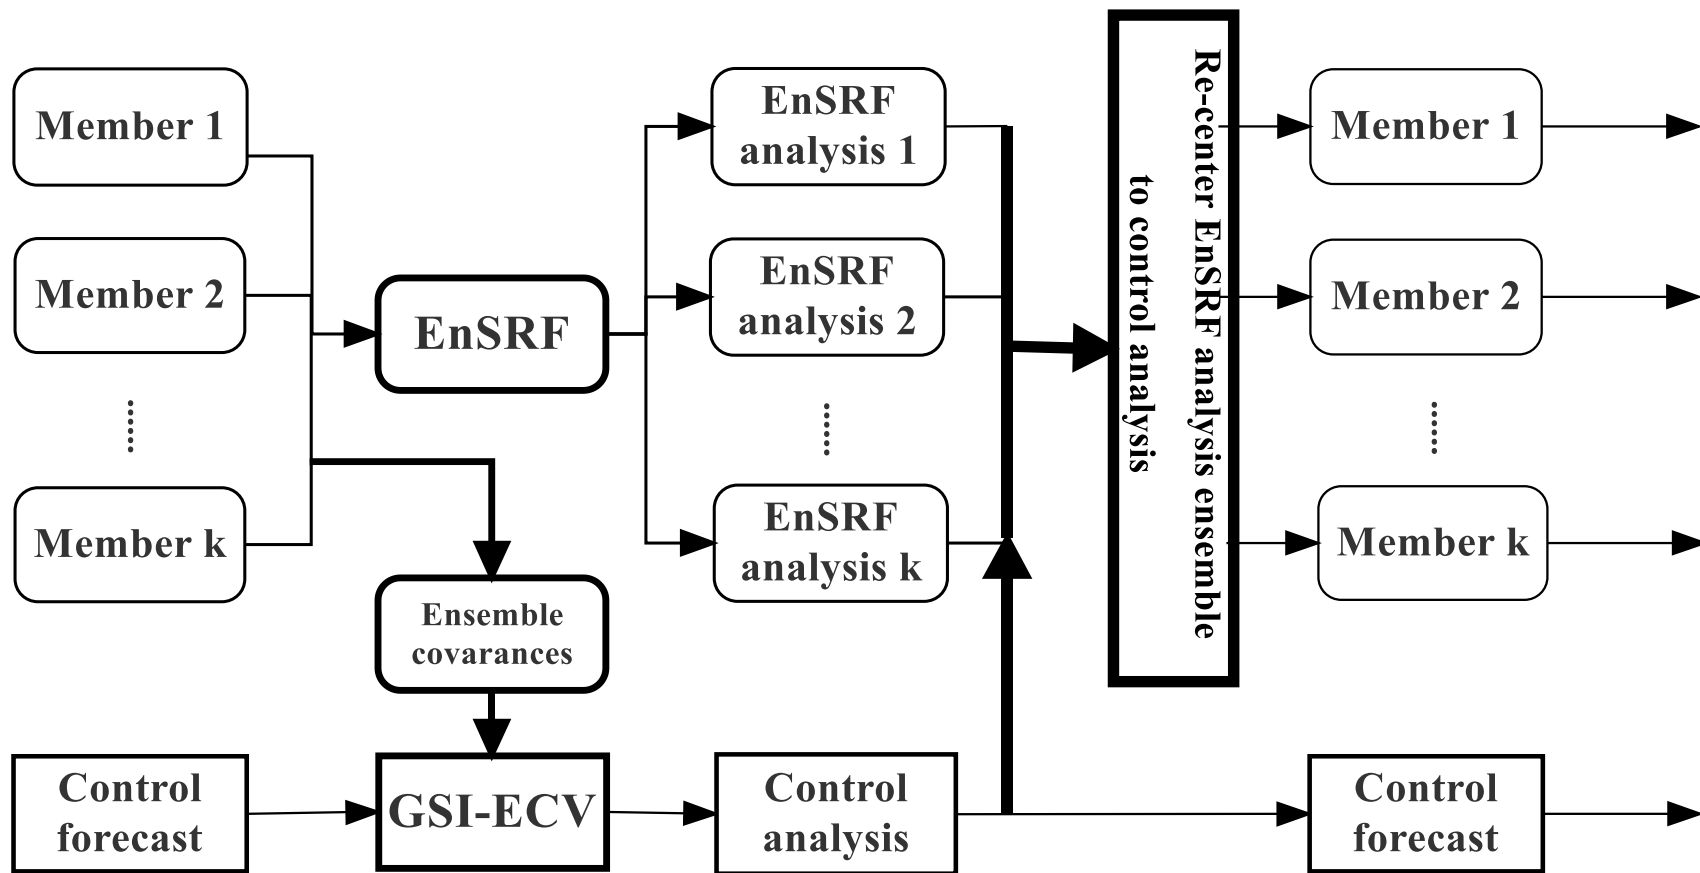 Member 1
Member 2
Member k
Control
forecast
EnSRF
Ensemble
covarances
GSI-ECV
EnSRF
analysis 1
EnSRF
analysis 2
EnSRF
analysis k
Control
analysis
Re-center EnSRF analysis ensemble
to control analysis
Member 1
Member 2
Member k
Control
forecast